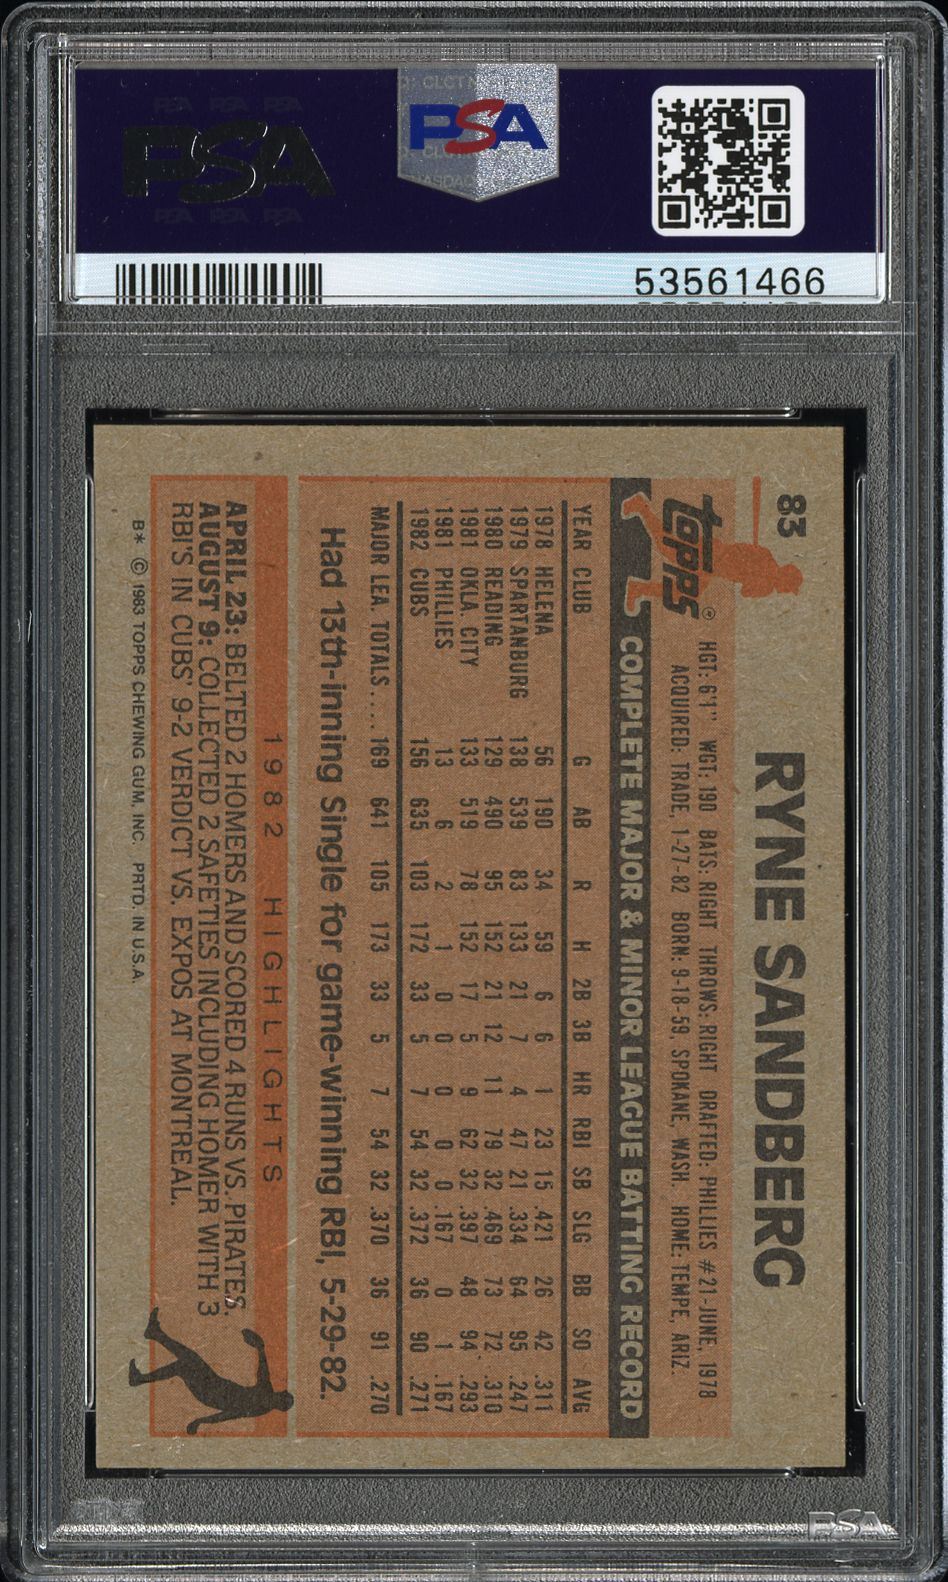 PSA
PSA
53561466
83
RYNE SANDBERG
Topps®
HGT: 6'1" WGT: 190 BATS: RIGHT THROWS: RIGHT DRAFTED: PHILLIES #21-JUNE, 1978
ACQUIRED: TRADE, 1-27-82 BORN: 9-18-59, SPOKANE, WASH. HOME: TEMPE, ARIZ.
COMPLETE MAJOR & MINOR LEAGUE BATTING RECORD
YEAR CLUB G AB R H 2B 3B HR RBI SB SLG BB SO AVG
1978 HELENA 56 190 34 59 6 6 1 23 15 .421 26 42 .311
1979 SPARTANBURG 138 539 83 133 21 7 4 47 21 .334 64 95 .247
1980 READING 129 490 95 152 21 12 11 79 32 .469 73 72 .310
1981 OKLA. CITY 133 519 78 152 17 5 9 62 32 .397 48 94 .293
1981 PHILLIES 13 6 2 1 0 0 0 0 0 .167 0 1 .167
1982 CUBS 156 635 103 172 33 5 7 54 32 .372 36 90 .271
MAJOR LEA. TOTALS.... 169 641 105 173 33 5 7 54 32 .370 36 91 .270
Had 13th-inning Single for game-winning RBI, 5-29-82.
1982 HIGHLIGHTS
APRIL 23: BELTED 2 HOMERS AND SCORED 4 RUNS VS. PIRATES.
AUGUST 9: COLLECTED 2 SAFETIES INCLUDING HOMER WITH 3
RBI'S IN CUBS' 9-2 VERDICT VS. EXPOS AT MONTREAL.
B* © 1983 TOPPS CHEWING GUM, INC. PRTD. IN U.S.A.
PSA